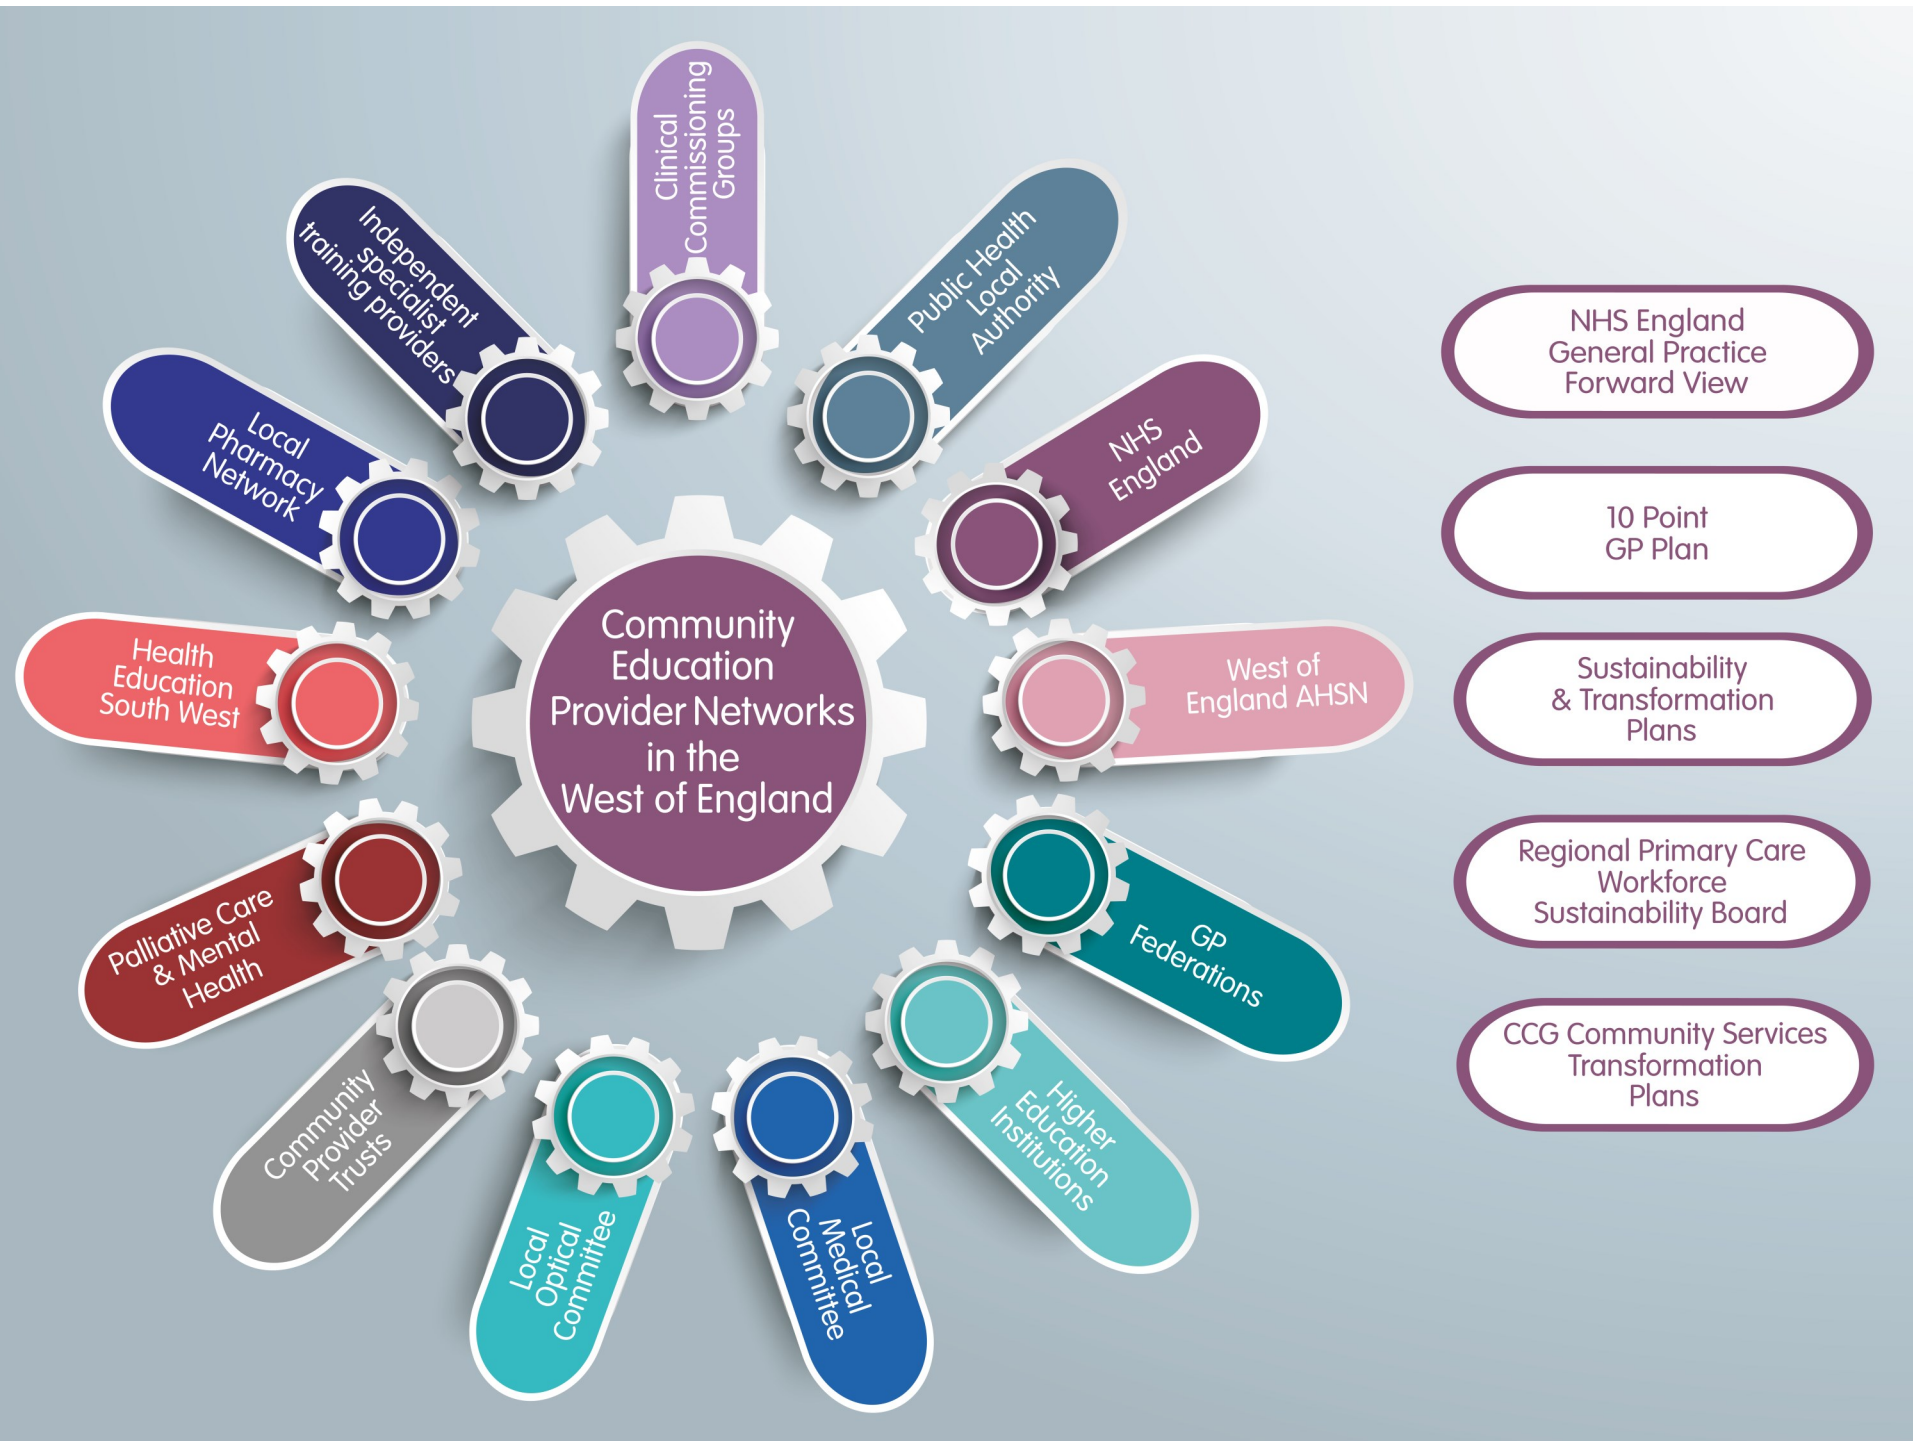 Clinical
Commissioning
Groups
Public Health
Local
Authority
NHS
England
West of
England AHSN
GP
Federations
Higher
Education
Institutions
Local
Medical
Committee
Local
Optical
Committee
Community
Provider
Trusts
Palliative Care
& Mental
Health
Health
Education
South West
Local
Pharmacy
Network
Independent
specialist
training providers
Community
Education
Provider Networks
in the
West of England
NHS England
General Practice
Forward View
10 Point
GP Plan
Sustainability
& Transformation
Plans
Regional Primary Care
Workforce
Sustainability Board
CCG Community Services
Transformation
Plans